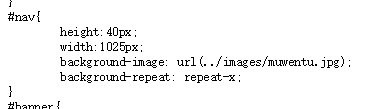 }
#nav{
height:40px;
width:1025px;
background-image: url(../images/muwentu.jpg);
background-repeat: repeat-x;
}
#banner{